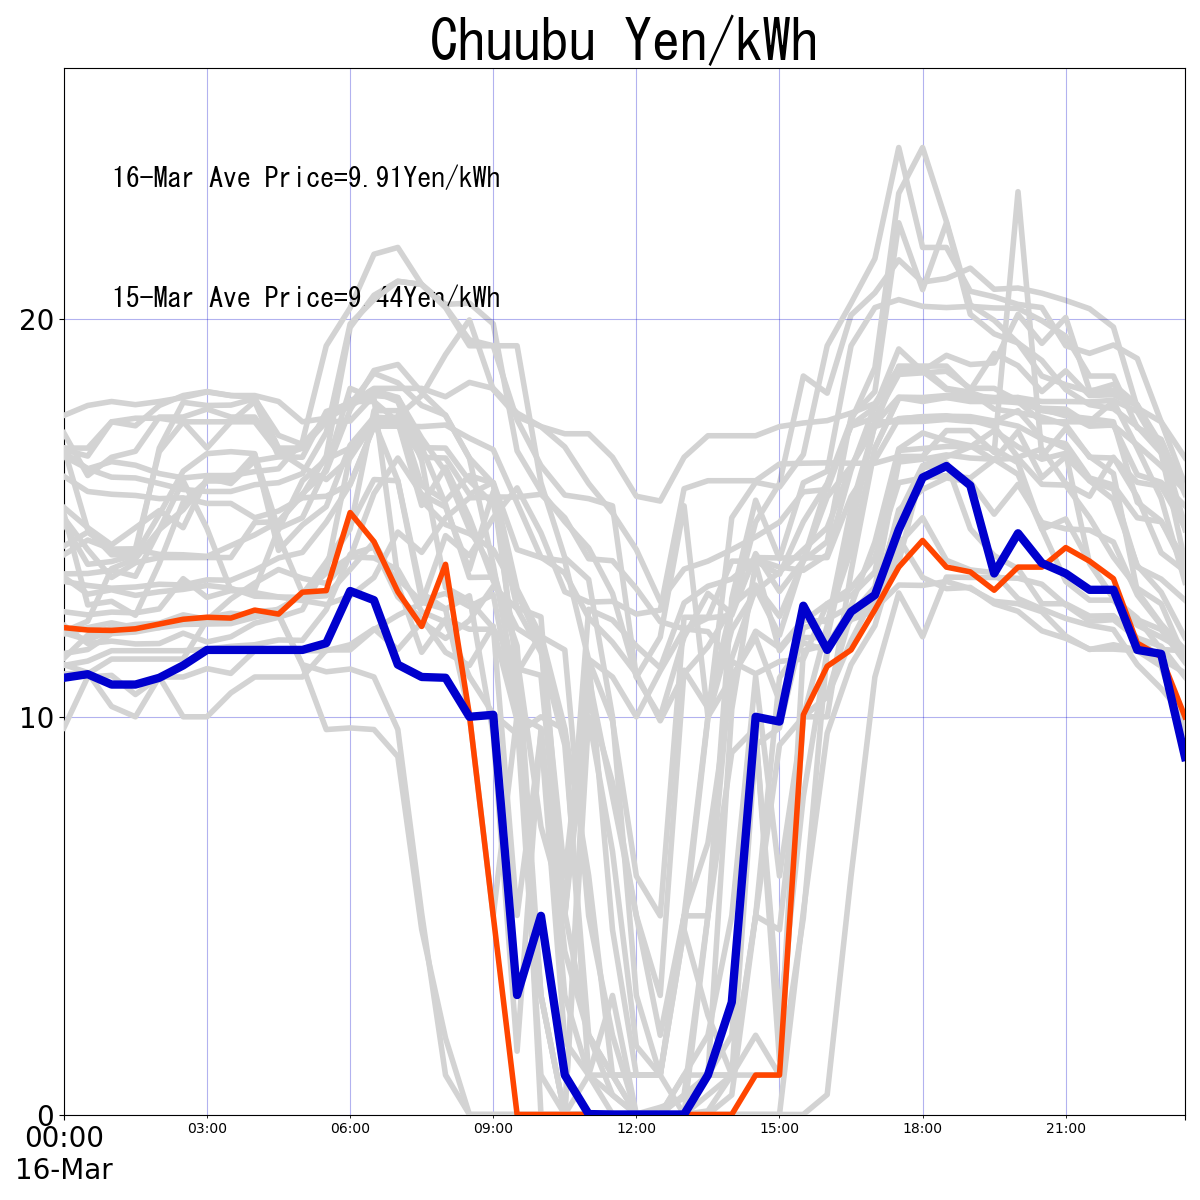 Chuubu Yen/kWh
16-Mar Ave Price=9.91Yen/kWh
15-Mar Ave Price=9.44Yen/kWh
20
10
0
00:00 03:00 06:00 09:00 12:00 15:00 18:00 21:00
16-Mar